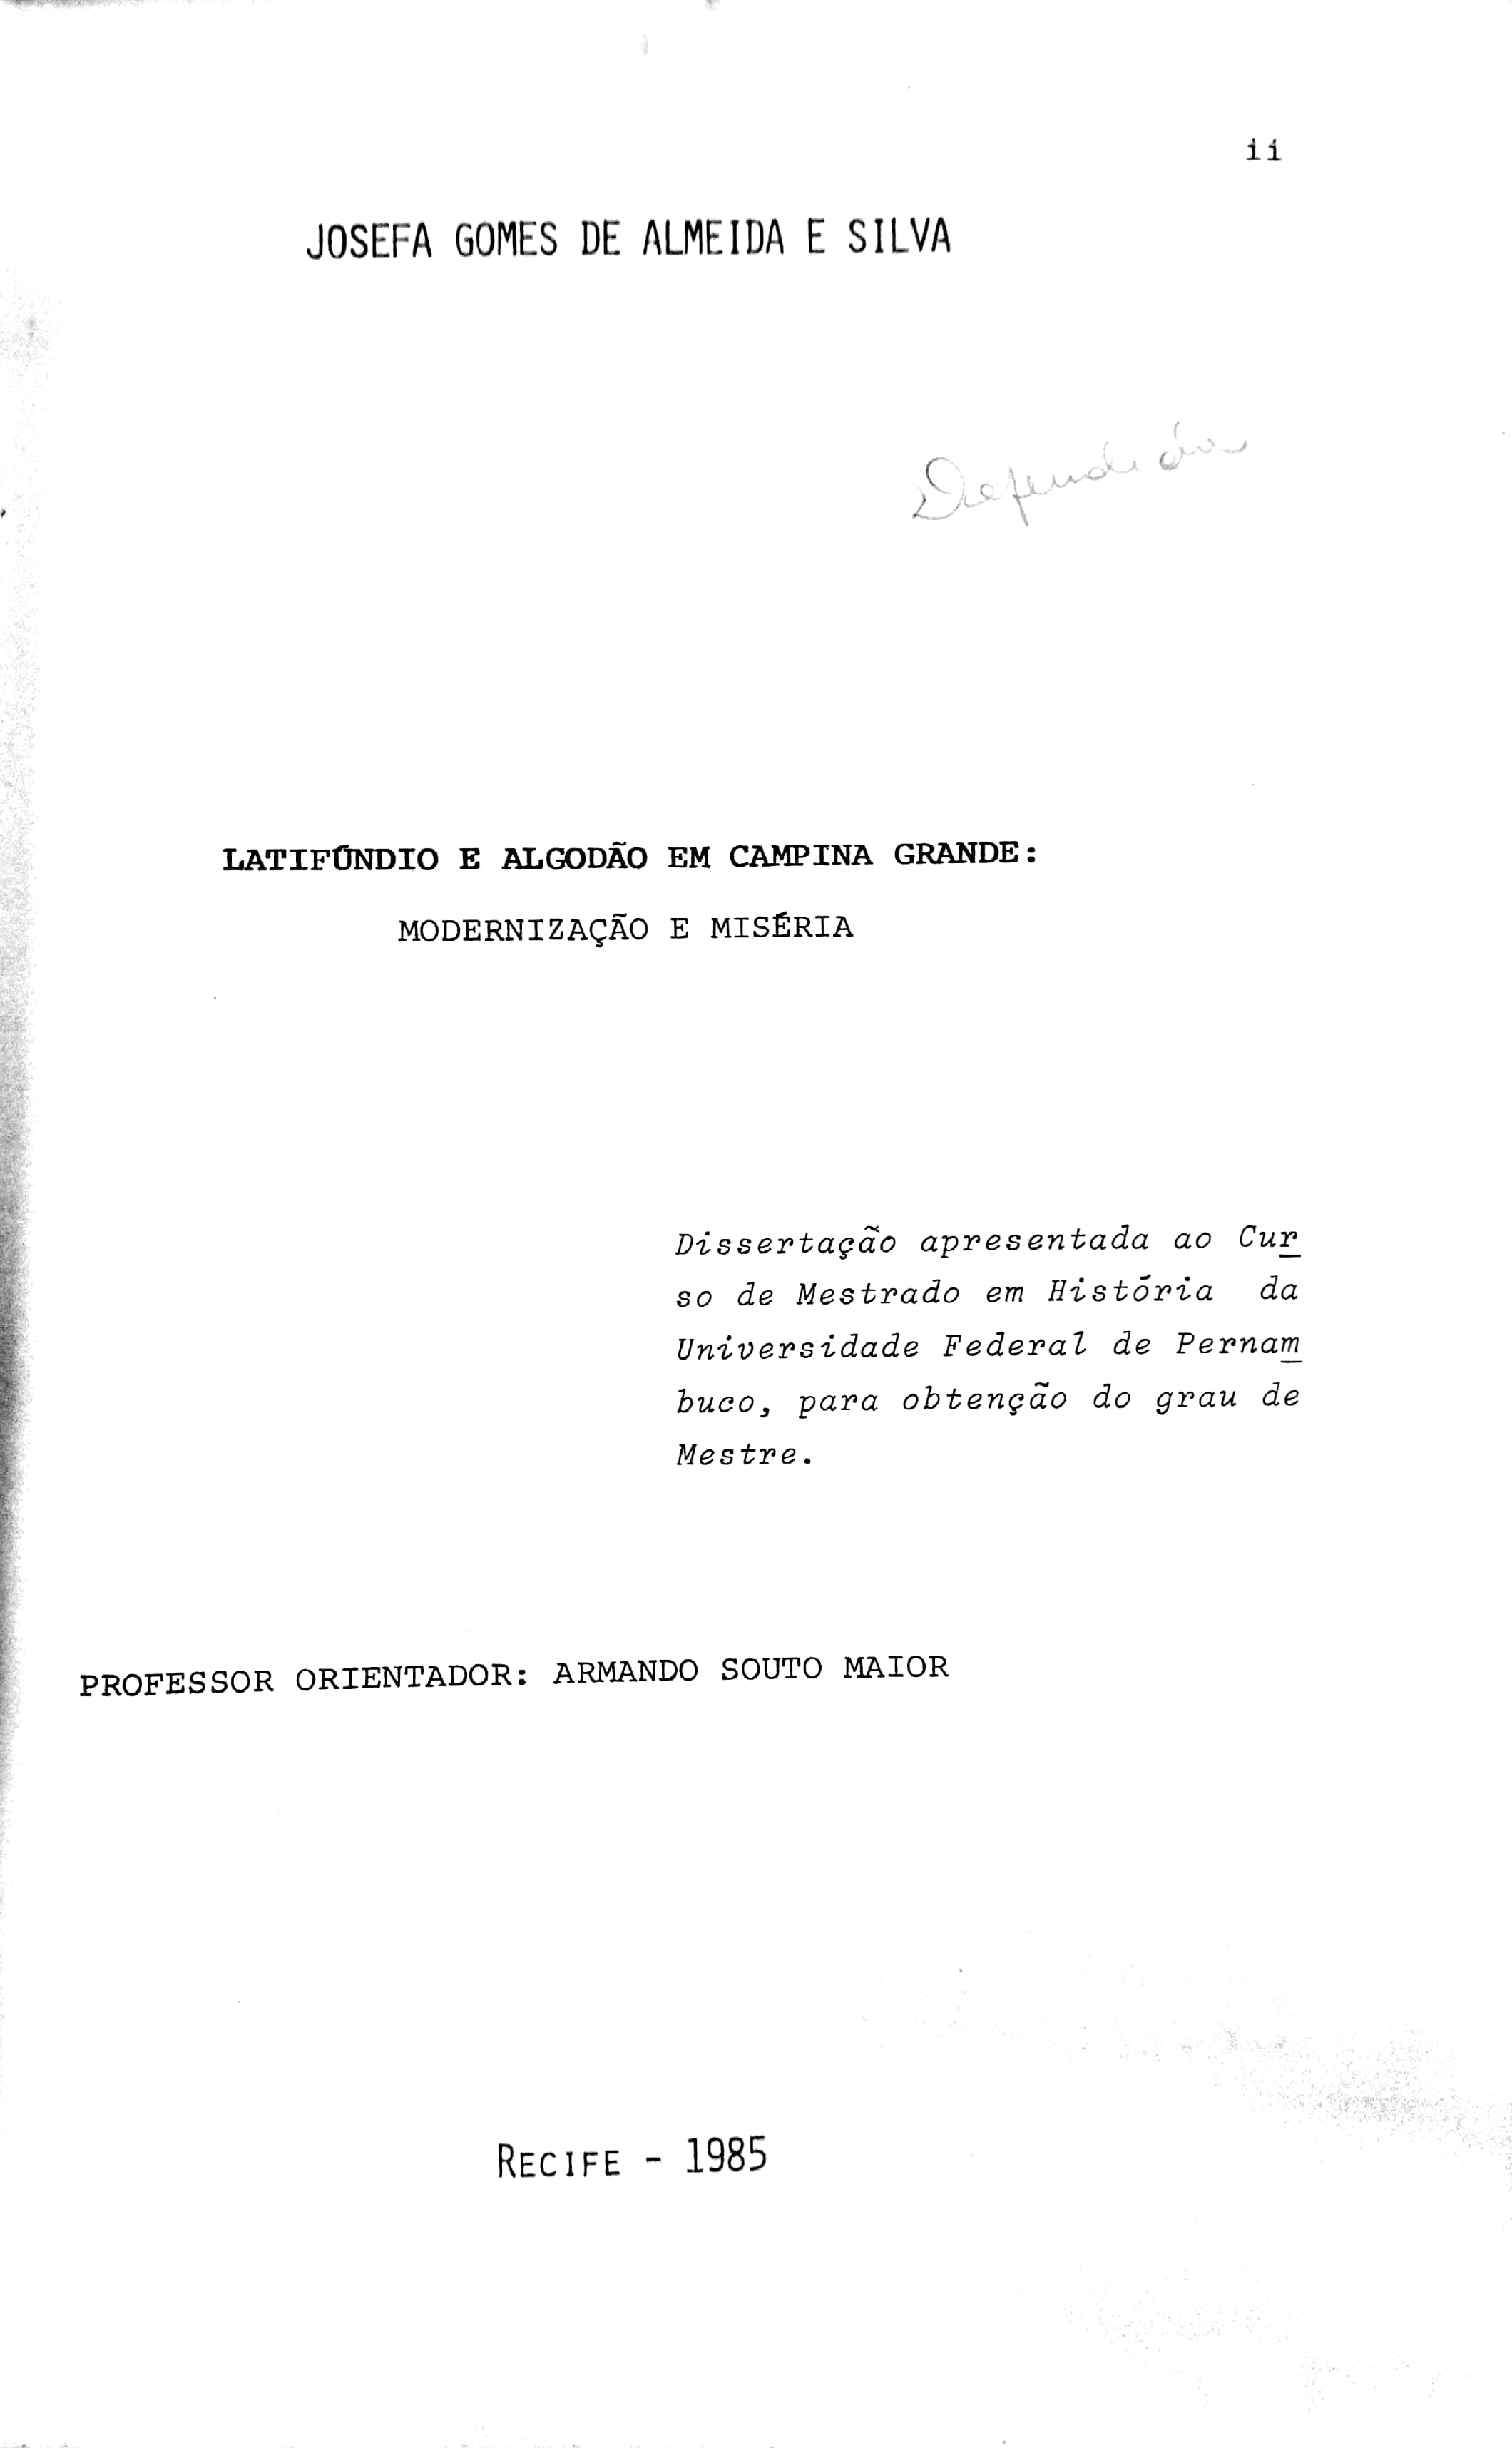 ii
JOSEFA GOMES DE ALMEIDA E SILVA
Defendida
LATIFÚNDIO E ALGODÃO EM CAMPINA GRANDE:
MODERNIZAÇÃO E MISÉRIA
Dissertação apresentada ao Cur
so de Mestrado em História da
Universidade Federal de Pernam
buco, para obtenção do grau de
Mestre.
PROFESSOR ORIENTADOR: ARMANDO SOUTO MAIOR
RECIFE - 1985